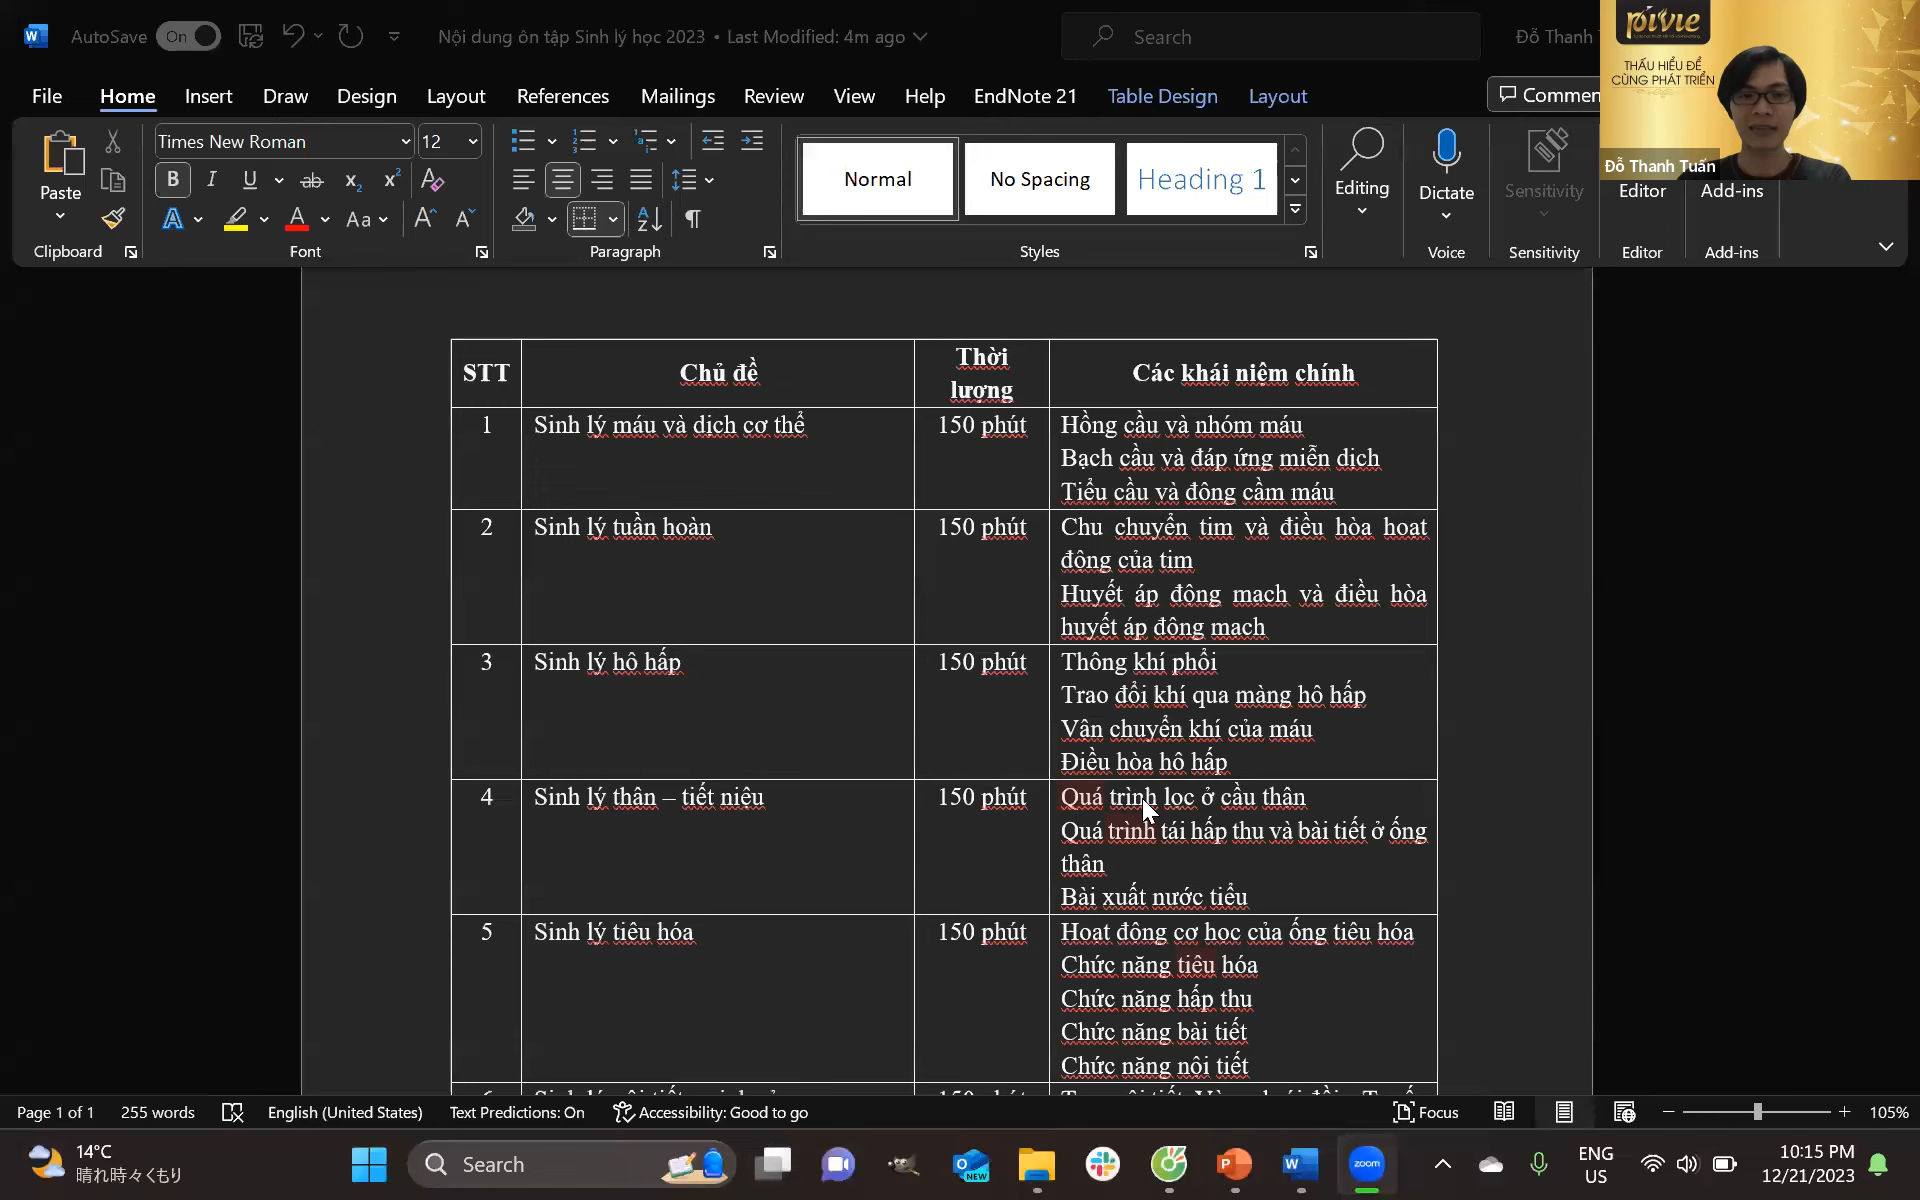 AutoSave On Nội dung ôn tập Sinh lý học 2023 • Last Modified: 4m ago Search Đỗ Thanh
pivie
THẤU HIỂU ĐỂ
CÙNG PHÁT TRIỂN
Đỗ Thanh Tuấn
File Home Insert Draw Design Layout References Mailings Review View Help EndNote 21 Table Design Layout Commen
Times New Roman 12
Paste
Normal No Spacing Heading 1
Editing Dictate Sensitivity Editor Add-ins
Clipboard Font Paragraph Styles Voice Sensitivity Editor Add-ins
STT Chủ đề Thời lượng Các khái niệm chính
1 Sinh lý máu và dịch cơ thể 150 phút Hồng cầu và nhóm máu
Bạch cầu và đáp ứng miễn dịch
Tiểu cầu và đông cầm máu
2 Sinh lý tuần hoàn 150 phút Chu chuyển tim và điều hòa hoạt
động của tim
Huyết áp động mạch và điều hòa
huyết áp động mạch
3 Sinh lý hô hấp 150 phút Thông khí phổi
Trao đổi khí qua màng hô hấp
Vận chuyển khí của máu
Điều hòa hô hấp
4 Sinh lý thận – tiết niệu 150 phút Quá trình lọc ở cầu thận
Quá trình tái hấp thu và bài tiết ở ống
thận
Bài xuất nước tiểu
5 Sinh lý tiêu hóa 150 phút Hoạt động cơ học của ống tiêu hóa
Chức năng tiêu hóa
Chức năng hấp thu
Chức năng bài tiết
Chức năng nội tiết
Page 1 of 1 255 words English (United States) Text Predictions: On Accessibility: Good to go Focus 105%
14°C
晴れ時々くもり
Search
NEW
zoom
ENG
US
10:15 PM
12/21/2023